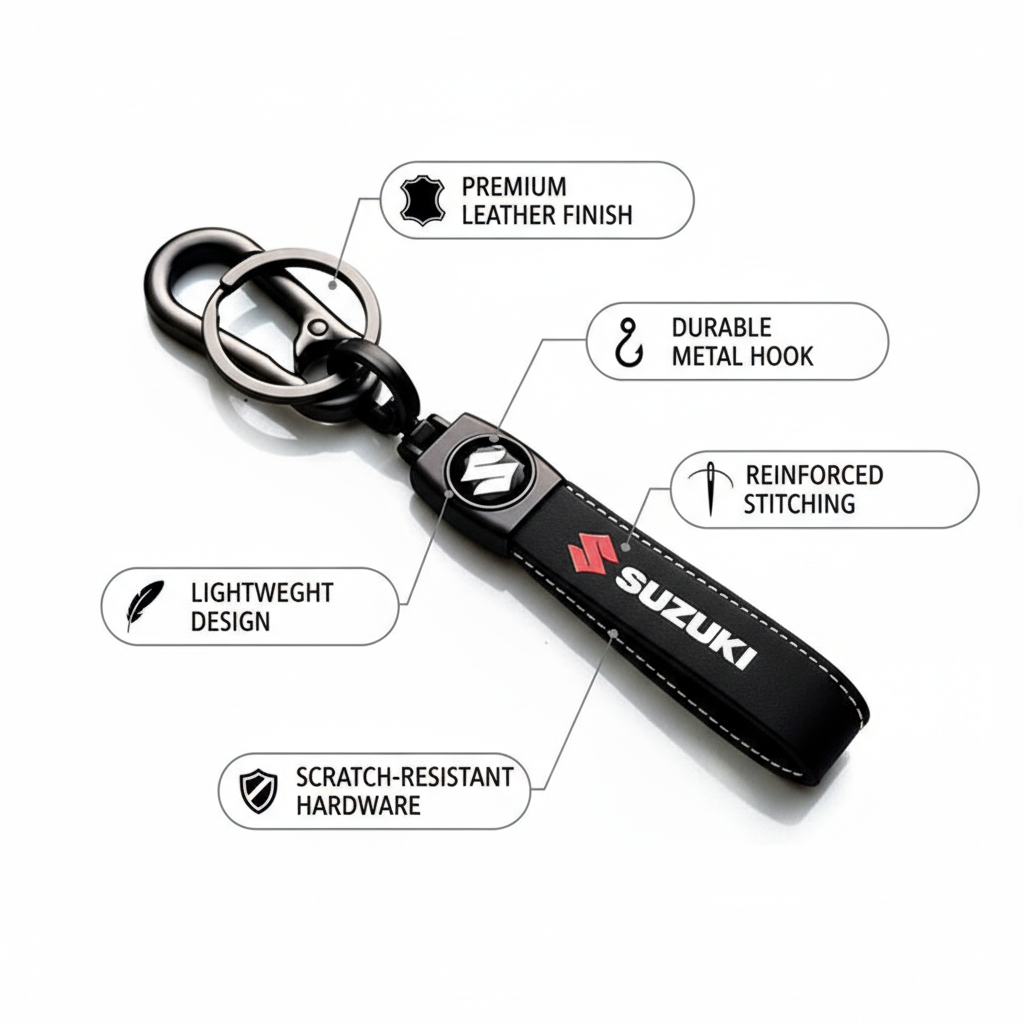 PREMIUM
LEATHER FINISH
DURABLE
METAL HOOK
REINFORCED
STITCHING
SUZUKI
LIGHTWEGHT
DESIGN
SCRATCH-RESISTANT
HARDWARE